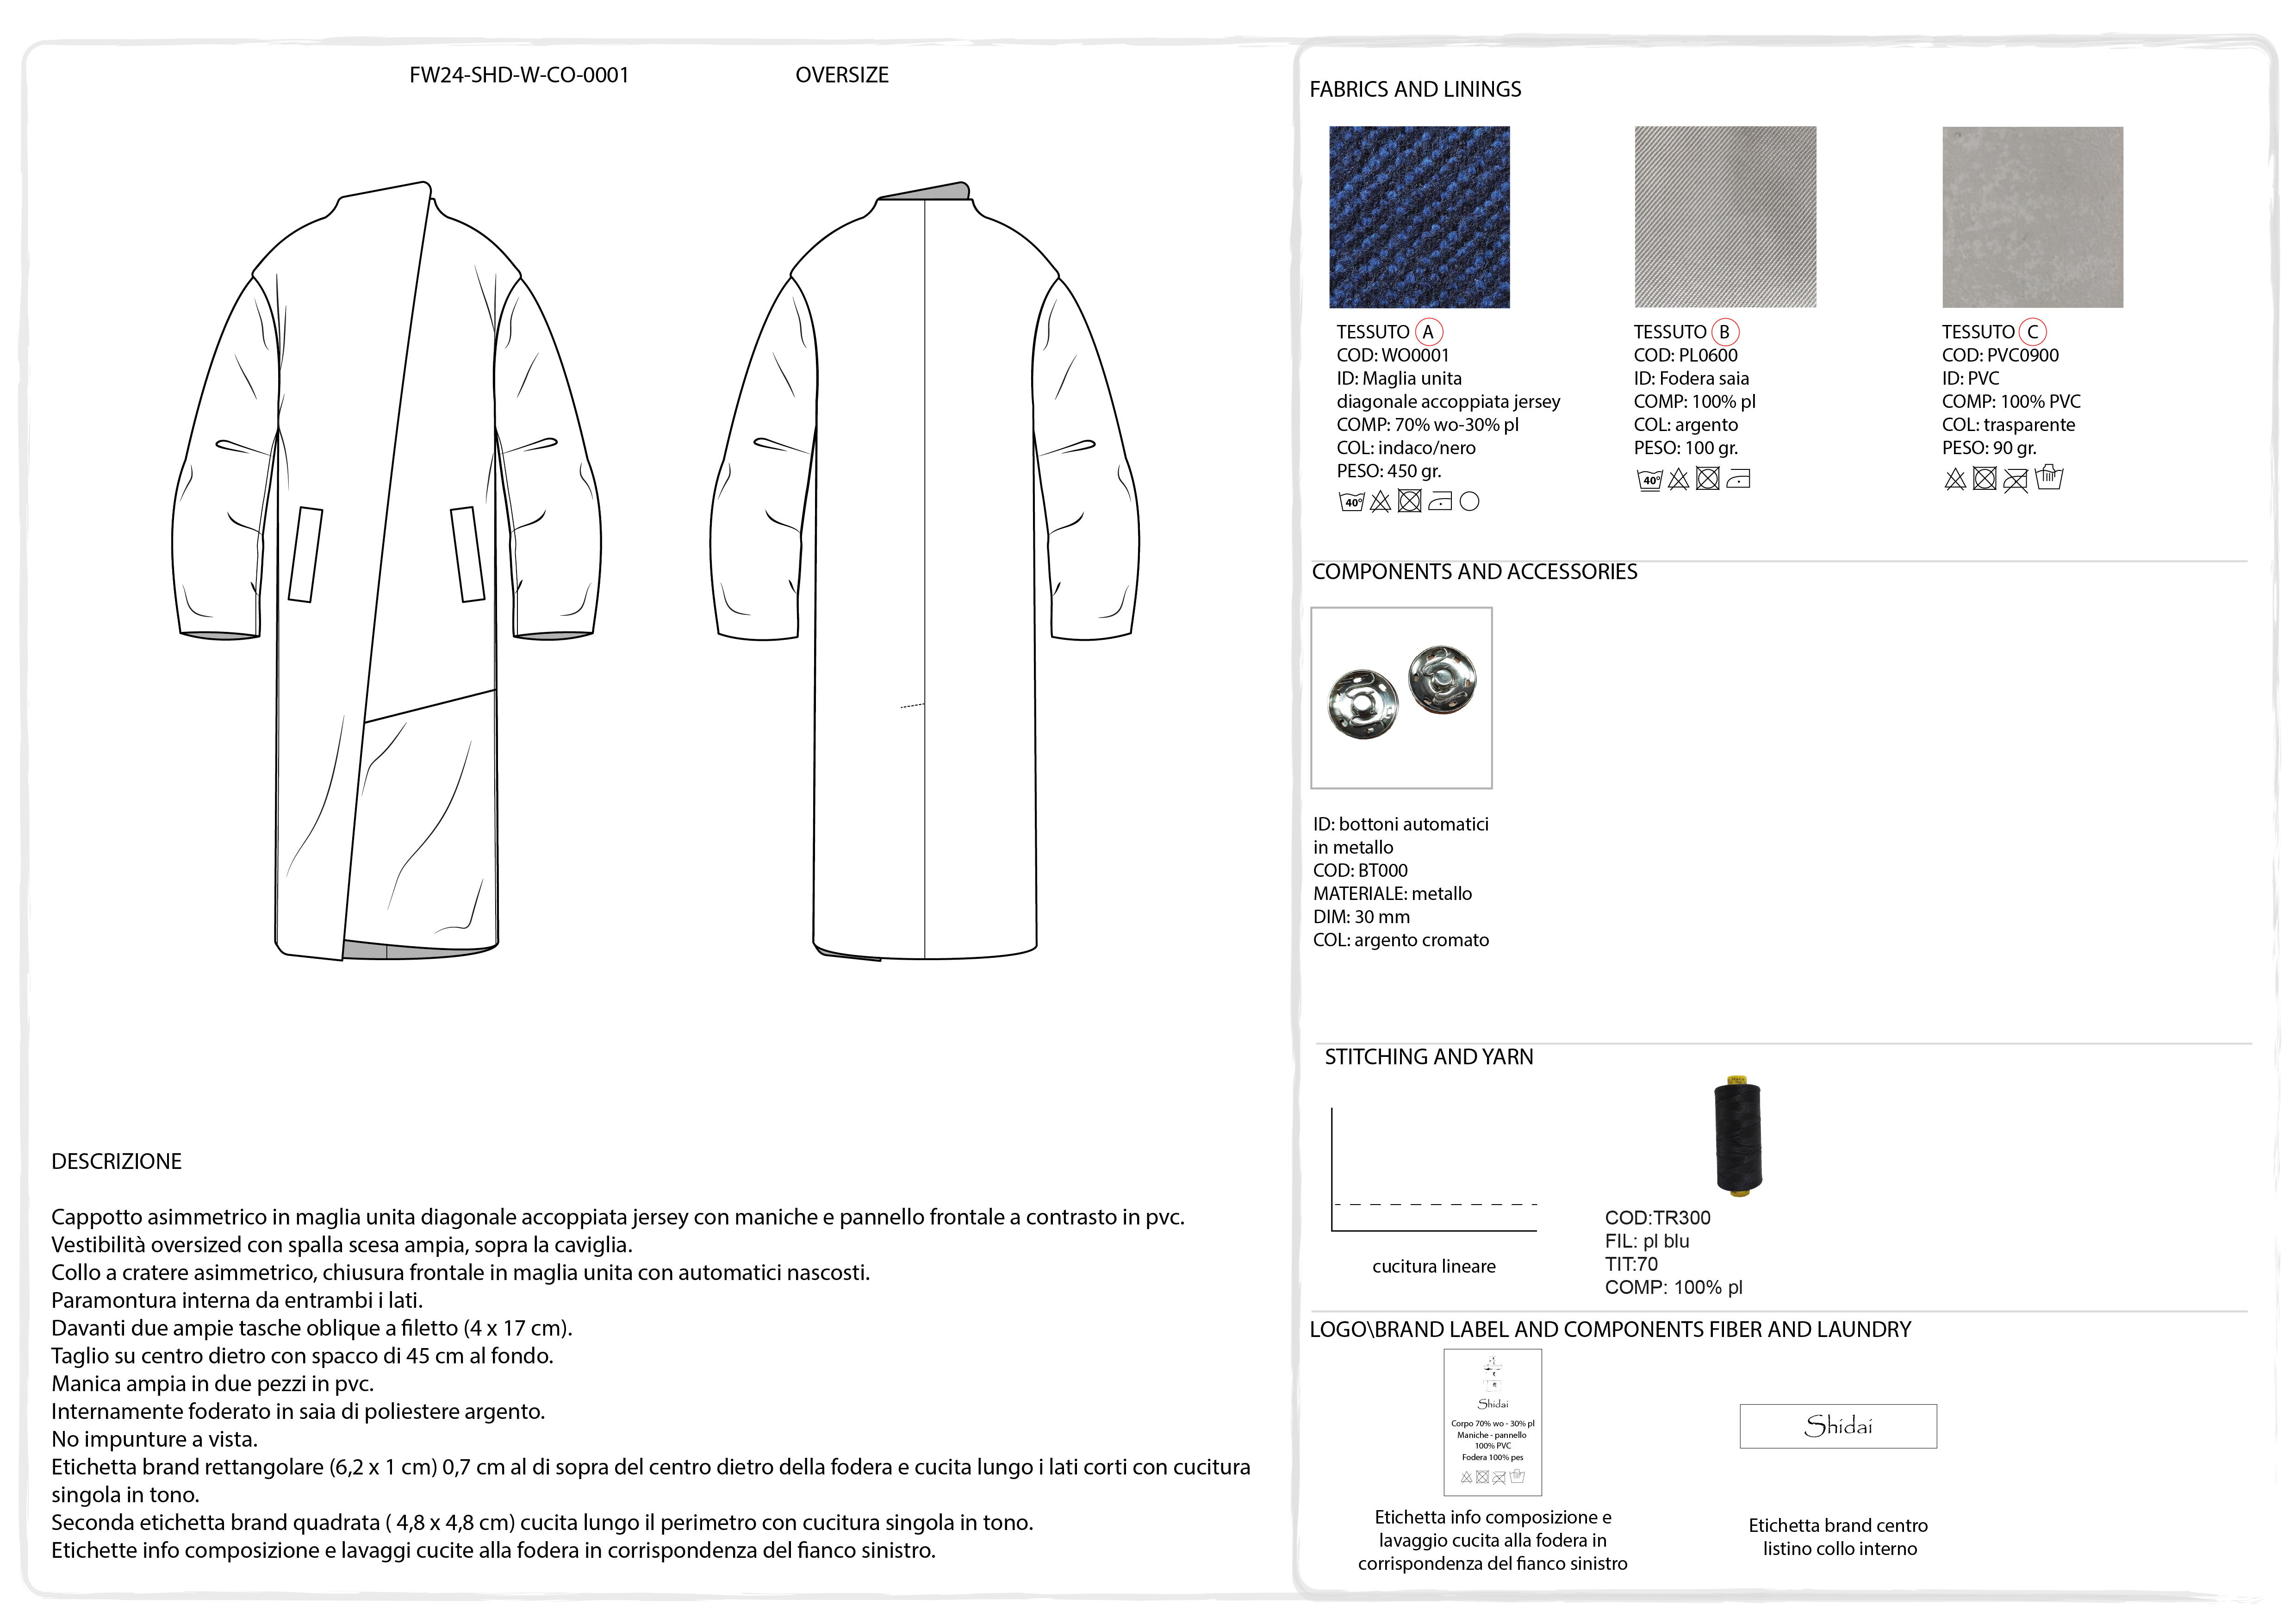 FW24-SHD-W-CO-0001
OVERSIZE
DESCRIZIONE
Cappotto asimmetrico in maglia unita diagonale accoppiata jersey con maniche e pannello frontale a contrasto in pvc.
Vestibilità oversized con spalla scesa ampia, sopra la caviglia.
Collo a cratere asimmetrico, chiusura frontale in maglia unita con automatici nascosti.
Paramontura interna da entrambi i lati.
Davanti due ampie tasche oblique a filetto (4 x 17 cm).
Taglio su centro dietro con spacco di 45 cm al fondo.
Manica ampia in due pezzi in pvc.
Internamente foderato in saia di poliestere argento.
No impunture a vista.
Etichetta brand rettangolare (6,2 x 1 cm) 0,7 cm al di sopra del centro dietro della fodera e cucita lungo i lati corti con cucitura
singola in tono.
Seconda etichetta brand quadrata ( 4,8 x 4,8 cm) cucita lungo il perimetro con cucitura singola in tono.
Etichette info composizione e lavaggi cucite alla fodera in corrispondenza del fianco sinistro.
FABRICS AND LININGS
TESSUTO A
COD: WO0001
ID: Maglia unita
diagonale accoppiata jersey
COMP: 70% wo-30% pl
COL: indaco/nero
PESO: 450 gr.
40°
TESSUTO B
COD: PL0600
ID: Fodera saia
COMP: 100% pl
COL: argento
PESO: 100 gr.
40°
TESSUTO C
COD: PVC0900
ID: PVC
COMP: 100% PVC
COL: trasparente
PESO: 90 gr.
COMPONENTS AND ACCESSORIES
ID: bottoni automatici
in metallo
COD: BT000
MATERIALE: metallo
DIM: 30 mm
COL: argento cromato
STITCHING AND YARN
cucitura lineare
COD:TR300
FIL: pl blu
TIT:70
COMP: 100% pl
LOGO\BRAND LABEL AND COMPONENTS FIBER AND LAUNDRY
Shidai
Corpo 70% wo - 30% pl
Maniche - pannello
100% PVC
Fodera 100% pes
Etichetta info composizione e
lavaggio cucita alla fodera in
corrispondenza del fianco sinistro
Shidai
Etichetta brand centro
listino collo interno